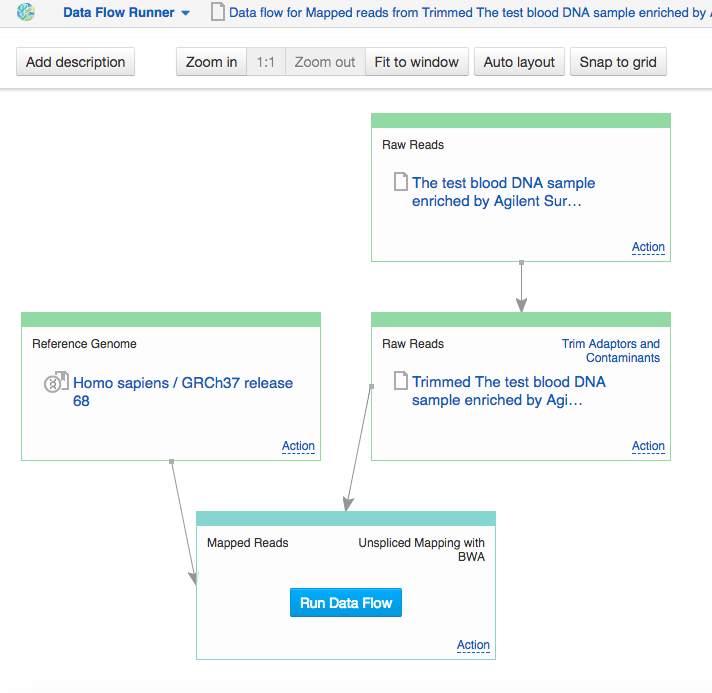 Data Flow Runner
Data flow for Mapped reads from Trimmed The test blood DNA sample enriched by
Add description
Zoom in
1:1
Zoom out
Fit to window
Auto layout
Snap to grid
Raw Reads
The test blood DNA sample
enriched by Agilent Sur...
Action
Reference Genome
Homo sapiens / GRCh37 release
68
Action
Raw Reads
Trim Adaptors and
Contaminants
Trimmed The test blood DNA
sample enriched by Agi...
Action
Mapped Reads
Unspliced Mapping with
BWA
Run Data Flow
Action